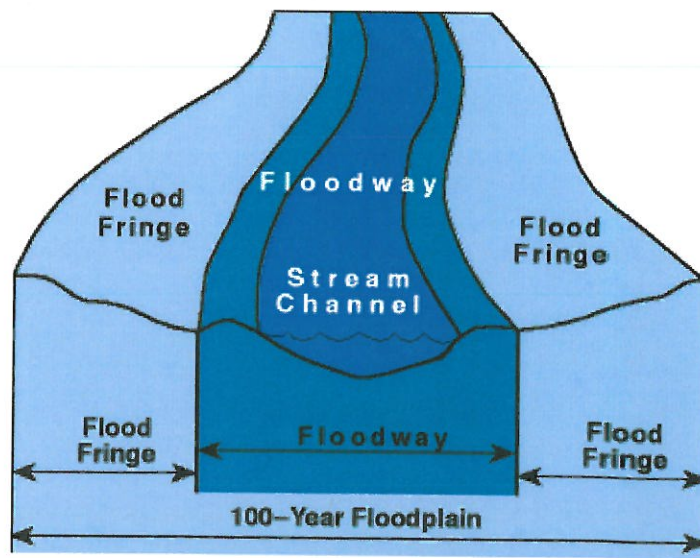 Floodway
Flood
Fringe
Flood
Fringe
Stream
Channel
Flood
Fringe
Floodway
Flood
Fringe
100–Year Floodplain